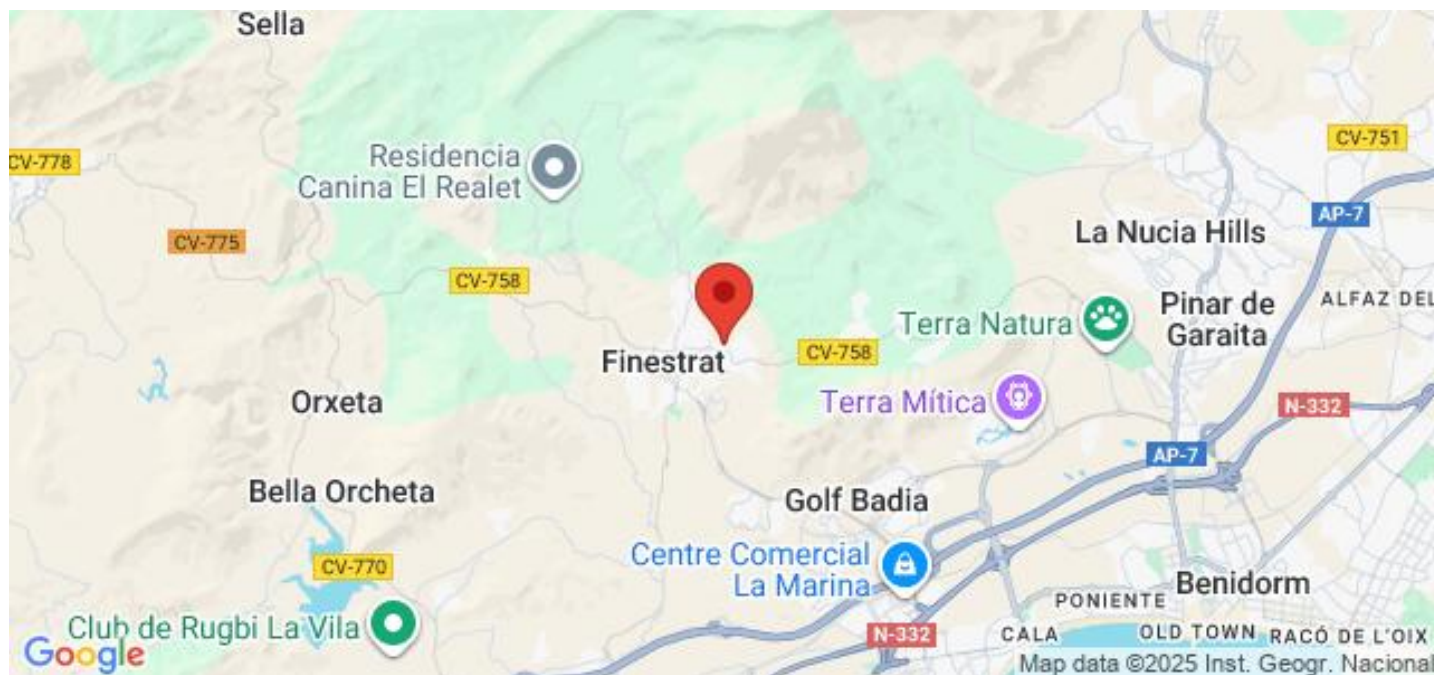 Sella
CV-778
Residencia
Canina El Realet
CV-751
AP-7
CV-775
La Nucia Hills
CV-758
Pinar de
Garaita
ALFAZ DEL
Terra Natura
Finestrat
CV-758
Orxeta
Terra Mítica
N-332
AP-7
Bella Orcheta
Golf Badia
Centre Comercial
La Marina
CV-770
Benidorm
PONIENTE
Club de Rugbi La Vila
N-332
CALA
OLD TOWN
RACÓ DE L'OIX
Google
Map data ©2025 Inst. Geogr. Nacional